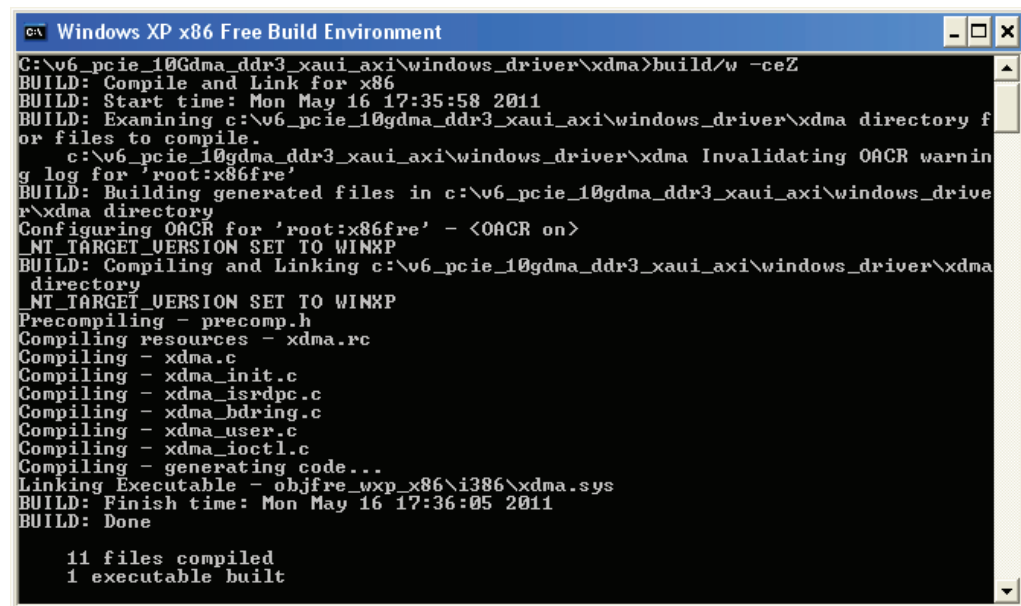 Windows XP x86 Free Build Environment
C:\v6_pcie_10Gdma_ddr3_xaui_axi\windows_driver\xdma>build/w -ceZ
BUILD: Compile and Link for x86
BUILD: Start time: Mon May 16 17:35:58 2011
BUILD: Examining c:\v6_pcie_10gdma_ddr3_xaui_axi\windows_driver\xdma directory f
or files to compile.
    c:\v6_pcie_10gdma_ddr3_xaui_axi\windows_driver\xdma Invalidating OACR warnin
g log for 'root:x86fre'
BUILD: Building generated files in c:\v6_pcie_10gdma_ddr3_xaui_axi\windows_drive
r\xdma directory
Configuring OACR for 'root:x86fre' - <OACR on>
_NT_TARGET_VERSION SET TO WINXP
BUILD: Compiling and Linking c:\v6_pcie_10gdma_ddr3_xaui_axi\windows_driver\xdma
 directory
_NT_TARGET_VERSION SET TO WINXP
Precompiling - precomp.h
Compiling resources - xdma.rc
Compiling - xdma.c
Compiling - xdma_init.c
Compiling - xdma_isrdpc.c
Compiling - xdma_bdring.c
Compiling - xdma_user.c
Compiling - xdma_ioctl.c
Compiling - generating code...
Linking Executable - objfre_wxp_x86\i386\xdma.sys
BUILD: Finish time: Mon May 16 17:36:05 2011
BUILD: Done
    11 files compiled
    1 executable built